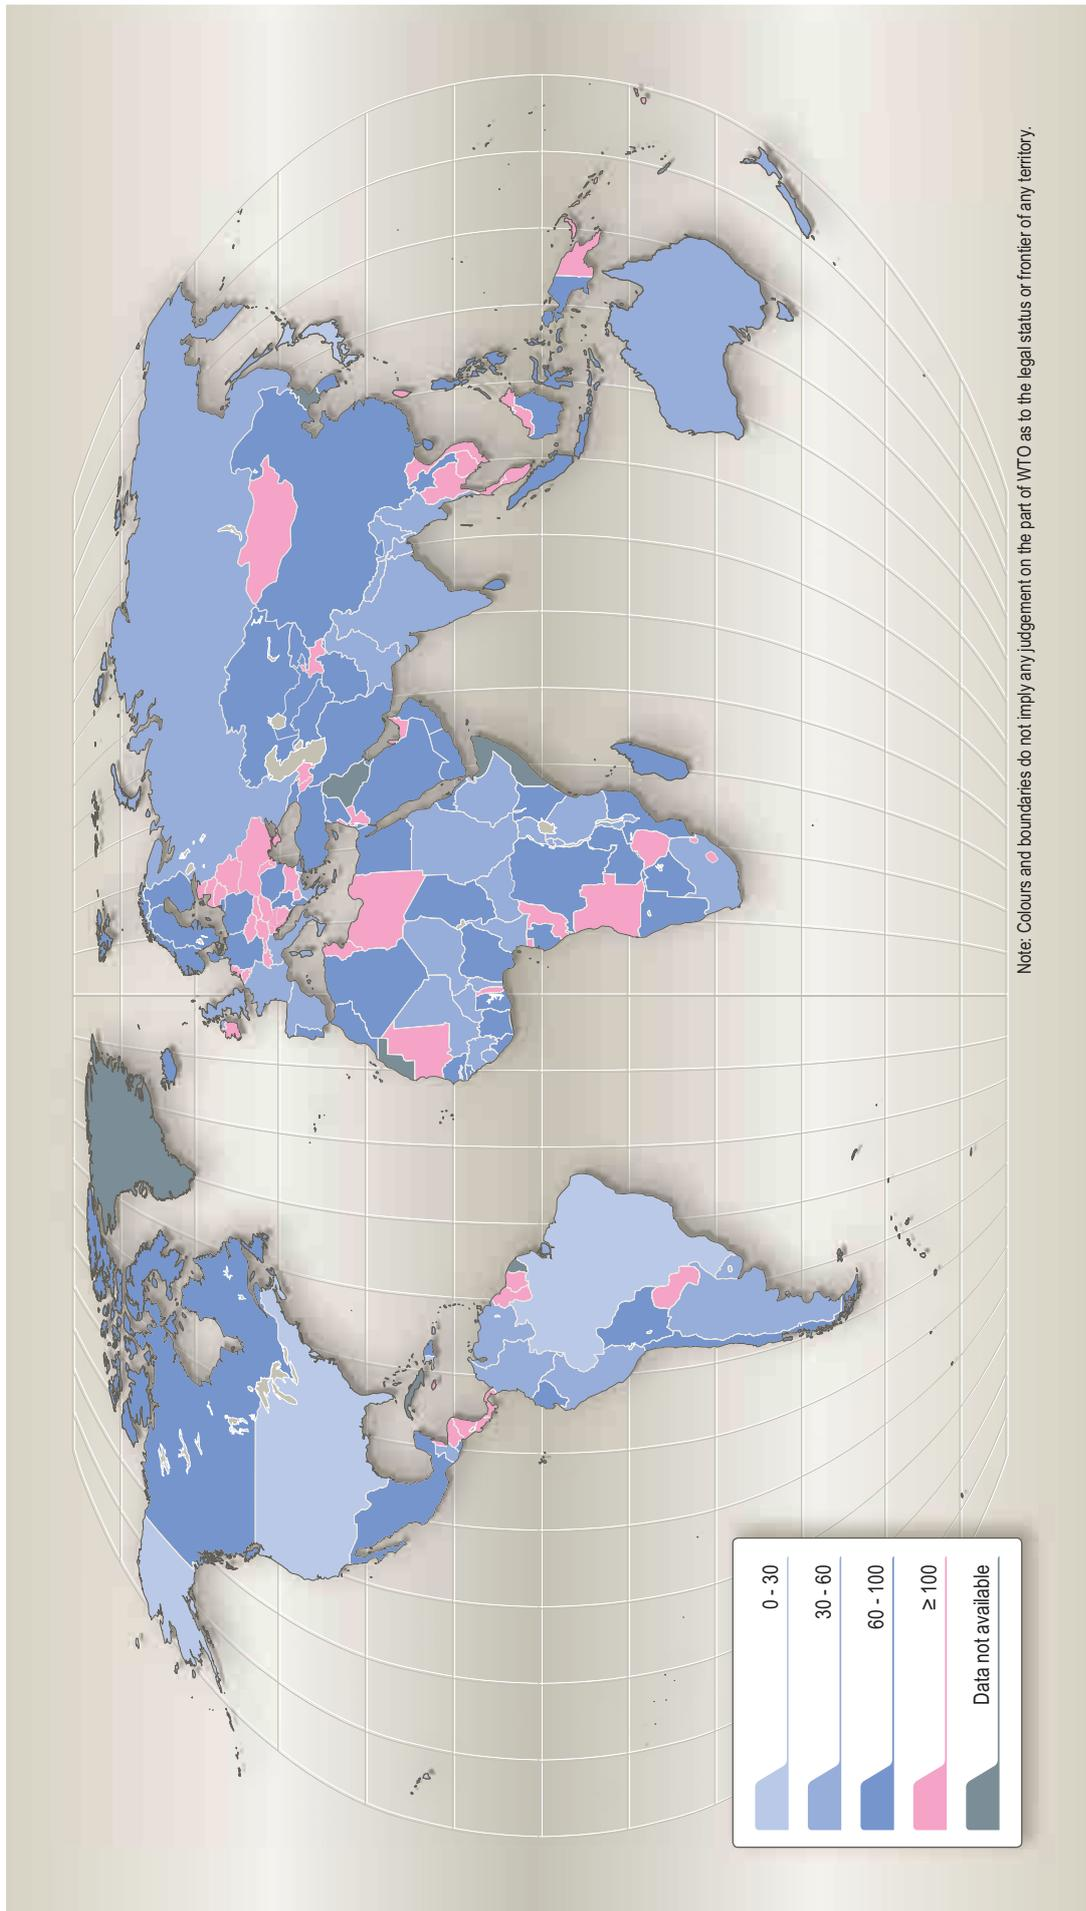 0 - 30
30 - 60
60 - 100
≥ 100
Data not available
Note: Colours and boundaries do not imply any judgement on the part of WTO as to the legal status or frontier of any territory.